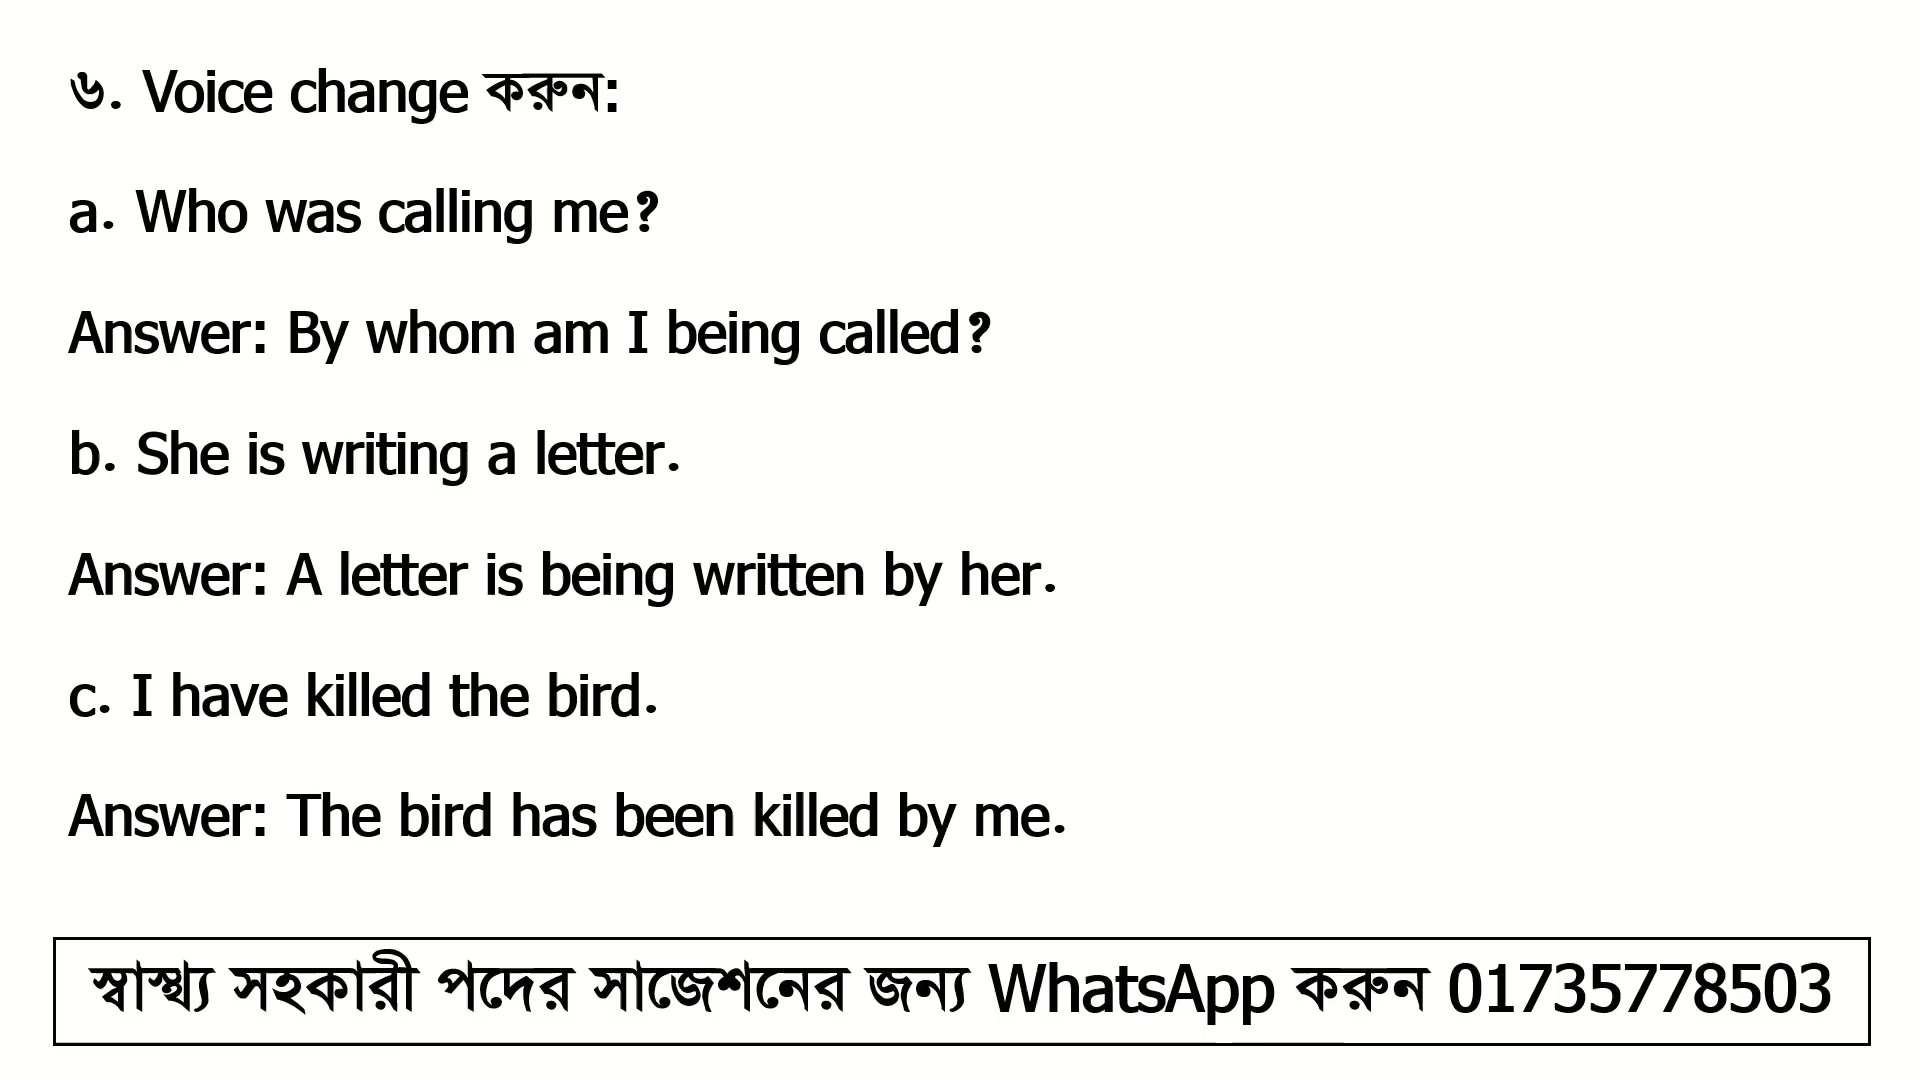 ৬. Voice change করুন:
a. Who was calling me?
Answer: By whom am I being called?
b. She is writing a letter.
Answer: A letter is being written by her.
c. I have killed the bird.
Answer: The bird has been killed by me.
স্বাস্থ্য সহকারী পদের সাজেশনের জন্য WhatsApp করুন 01735778503